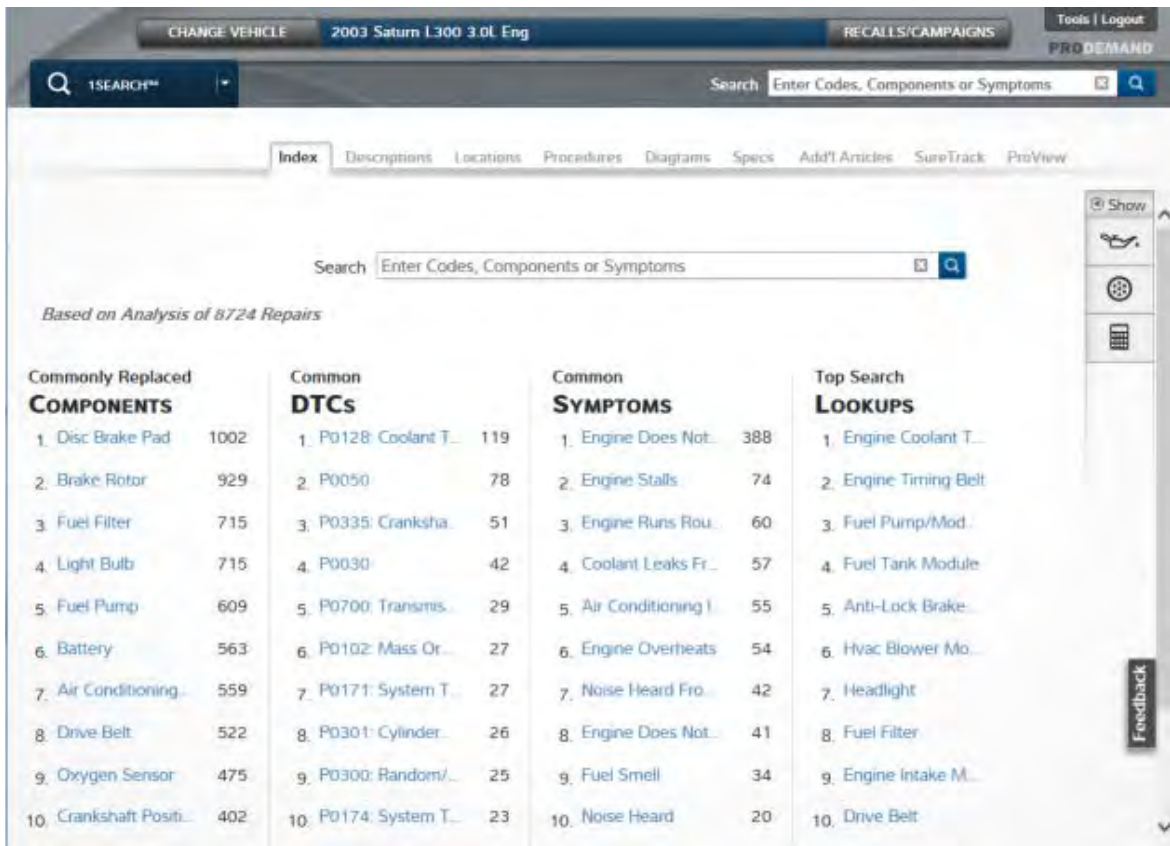 CHANGE VEHICLE 2003 Saturn L300 3.0L Eng RECALLS/CAMPAIGNS Tools | Logout
PRODEMAND
1SEARCH℠ Search Enter Codes, Components or Symptoms
Index Descriptions Locations Procedures Diagrams Specs Add'l Articles SureTrack ProView
Show
Search Enter Codes, Components or Symptoms
Based on Analysis of 8724 Repairs
Commonly Replaced
COMPONENTS
1. Disc Brake Pad 1002
2. Brake Rotor 929
3. Fuel Filter 715
4. Light Bulb 715
5. Fuel Pump 609
6. Battery 563
7. Air Conditioning... 559
8. Drive Belt 522
9. Oxygen Sensor 475
10. Crankshaft Positi... 402
Common
DTCs
1. P0128: Coolant T... 119
2. P0050 78
3. P0335: Cranksha... 51
4. P0030 42
5. P0700: Transmis... 29
6. P0102: Mass Or... 27
7. P0171: System T... 27
8. P0301: Cylinder... 26
9. P0300: Random/... 25
10. P0174: System T... 23
Common
SYMPTOMS
1. Engine Does Not... 388
2. Engine Stalls 74
3. Engine Runs Rou... 60
4. Coolant Leaks Fr... 57
5. Air Conditioning I... 55
6. Engine Overheats 54
7. Noise Heard Fro... 42
8. Engine Does Not... 41
9. Fuel Smell 34
10. Noise Heard 20
Top Search
LOOKUPS
1. Engine Coolant T...
2. Engine Timing Belt
3. Fuel Pump/Mod...
4. Fuel Tank Module
5. Anti-Lock Brake...
6. Hvac Blower Mo...
7. Headlight
8. Fuel Filter
9. Engine Intake M...
10. Drive Belt
Feedback